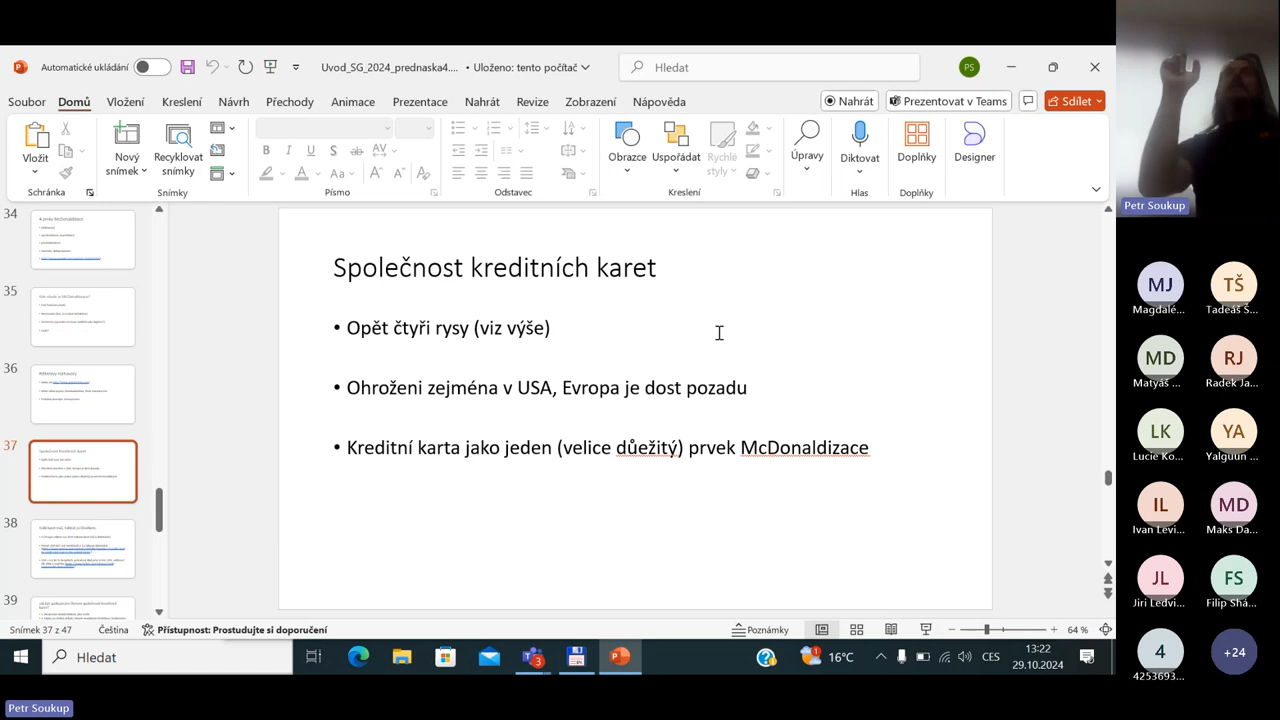 Automatické ukládání
Uvod_SG_2024_prednaska4.... • Uloženo: tento počítač
Hledat
PS
Soubor Domů Vložení Kreslení Návrh Přechody Animace Prezentace Nahrát Revize Zobrazení Nápověda
Nahrát
Prezentovat v Teams
Sdílet
Vložit
Nový snímek
Recyklovat snímky
Obrazce
Uspořádat
Rychlé styly
Úpravy
Diktovat
Doplňky
Designer
Schránka
Snímky
Písmo
Odstavec
Kreslení
Hlas
Doplňky
34
35
36
37
38
39
Společnost kreditních karet
• Opět čtyři rysy (viz výše)
• Ohroženi zejména v USA, Evropa je dost pozadu
• Kreditní karta jako jeden (velice důežitý) prvek McDonaldizace
Snímek 37 z 47
Čeština
Přístupnost: Prostudujte si doporučení
Poznámky
64 %
Hledat
16°C
CES
13:22
29.10.2024
Petr Soukup
MJ
Magdalé...
TŠ
Tadeáš Š...
MD
Matyáš ...
RJ
Radek Ja...
LK
Lucie Ko...
YA
Yalguun ...
IL
Ivan Levi...
MD
Maks Da...
JL
Jiri Ledvi...
FS
Filip Shá...
4
4253693...
+24
Petr Soukup